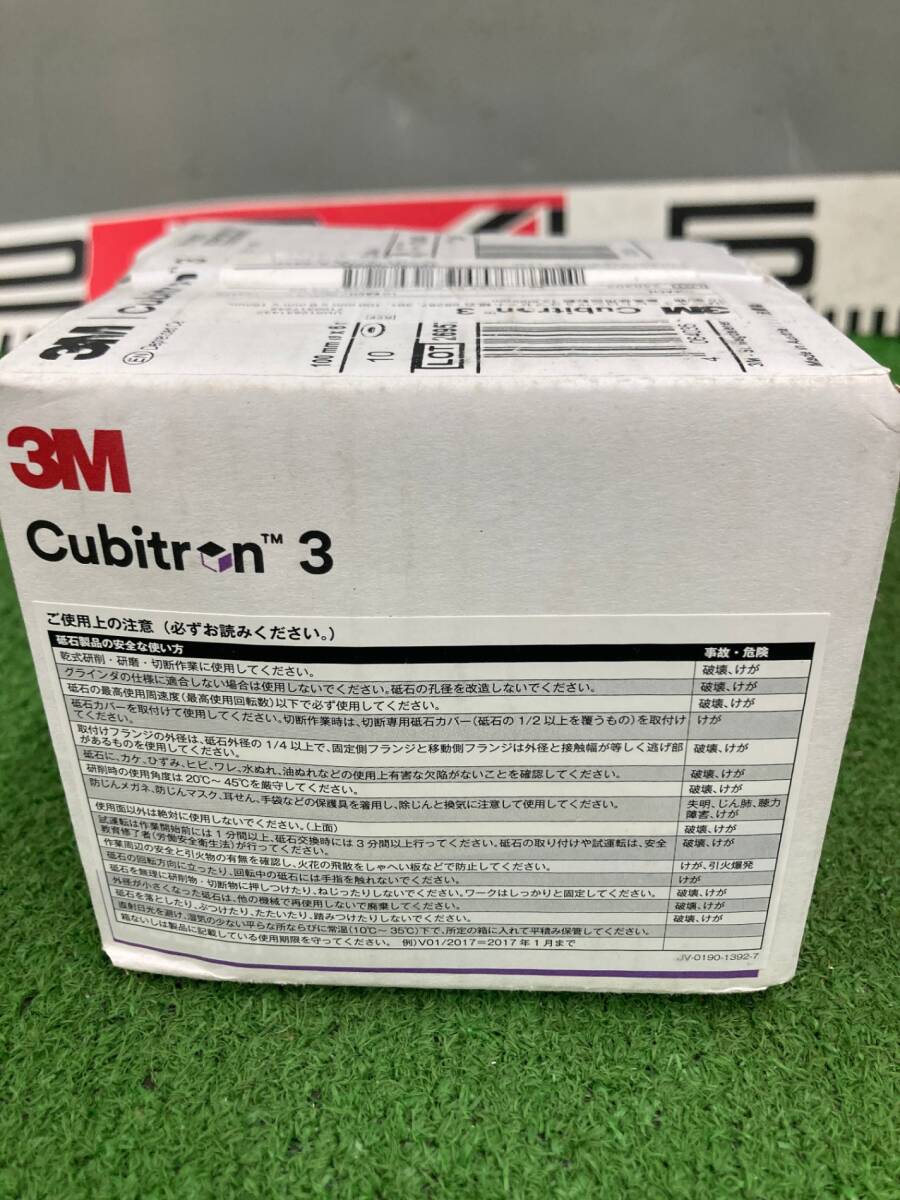 3M
Cubitron™ 3
10
LOT
2695
3M
Cubitron™ 3
Cubitron™ 3
ご使用上の注意（必ずお読みください。）
砥石製品の安全な使い方 事故・危険
乾式研削・研磨・切断作業に使用してください。 破壊、けが
グラインダの仕様に適合しない場合は使用しないでください。砥石の孔径を改造しないでください。 破壊、けが
砥石の最高使用周速度（最高使用回転数）以下で必ず使用してください。 破壊、けが
砥石カバーを取付けて使用してください。切断作業時は、切断専用砥石カバー（砥石の1/2以上を覆うもの）を取付け けが
てください。
取付けフランジの外径は、砥石外径の1/4以上で、固定側フランジと移動側フランジは外径と接触幅が等しく逃げ部 破壊、けが
があるものを使用してください。
砥石に、カケ、ひずみ、ヒビ、ワレ、水ぬれ、油ぬれなどの使用上有害な欠陥がないことを確認してください。 破壊、けが
研削時の使用角度は20℃～45℃を厳守してください。 破壊、けが
防じんメガネ、防じんマスク、耳せん、手袋などの保護具を着用し、除じんと換気に注意して使用してください。 失明、じん肺、聴力
障害、けが
使用面以外は絶対に使用しないでください。（上面） 破壊、けが
試運転は作業開始前には1分間以上、砥石交換時には3分間以上行ってください。砥石の取り付けや試運転は、安全 破壊、けが
教育修了者（労働安全衛生法）が行ってください。
作業周辺の安全と引火物の有無を確認し、火花の飛散をしゃへい板などで防止してください。 けが、引火爆発
砥石の回転方向に立ったり、回転中の砥石には手指を触れないでください。 けが
砥石を無理に研削物・切断物に押しつけたり、ねじったりしないでください。ワークはしっかりと固定してください。 破壊、けが
外径が小さくなった砥石は、他の機械で再使用しないで廃棄してください。 破壊、けが
砥石を落としたり、ぶつけたり、たたいたり、踏みつけたりしないでください。 破壊、けが
直射日光を避け、湿気の少ない平らな所ならびに常温（10℃～35℃）下で、所定の箱に入れて平積み保管してください。
箱ないしは製品に記載している使用期限を守ってください。 例）V01/2017＝2017年1月まで
JV-0190-1392-7